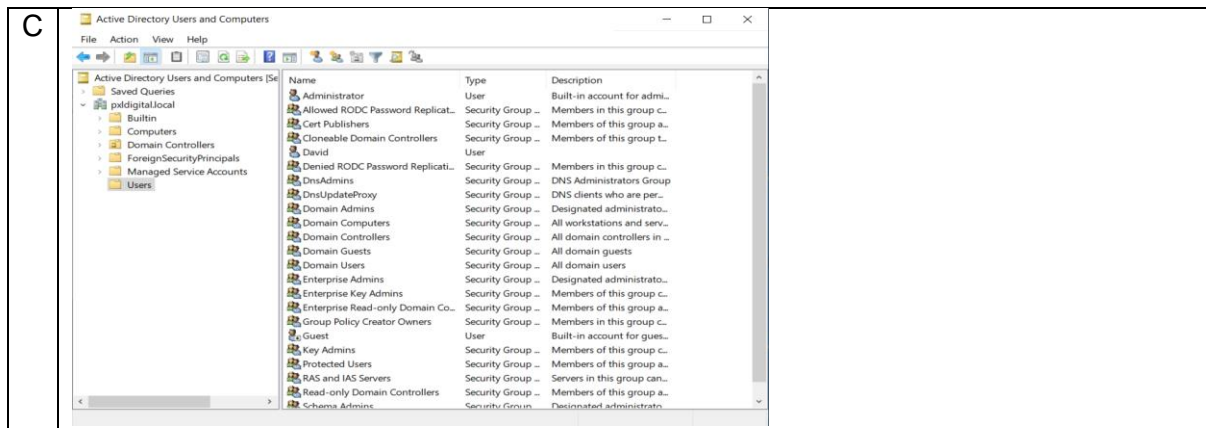 C
Active Directory Users and Computers
File Action View Help
Active Directory Users and Computers [Se
Saved Queries
pxldigital.local
Builtin
Computers
Domain Controllers
ForeignSecurityPrincipals
Managed Service Accounts
Users
Name Type Description
Administrator User Built-in account for admi...
Allowed RODC Password Replicat... Security Group ... Members in this group c...
Cert Publishers Security Group ... Members of this group a...
Cloneable Domain Controllers Security Group ... Members of this group t...
David User
Denied RODC Password Replicati... Security Group ... Members in this group c...
DnsAdmins Security Group ... DNS Administrators Group
DnsUpdateProxy Security Group ... DNS clients who are per...
Domain Admins Security Group ... Designated administrato...
Domain Computers Security Group ... All workstations and serv...
Domain Controllers Security Group ... All domain controllers in ...
Domain Guests Security Group ... All domain guests
Domain Users Security Group ... All domain users
Enterprise Admins Security Group ... Designated administrato...
Enterprise Key Admins Security Group ... Members of this group c...
Enterprise Read-only Domain Co... Security Group ... Members of this group a...
Group Policy Creator Owners Security Group ... Members in this group c...
Guest User Built-in account for gues...
Key Admins Security Group ... Members of this group c...
Protected Users Security Group ... Members of this group a...
RAS and IAS Servers Security Group ... Servers in this group can...
Read-only Domain Controllers Security Group ... Members of this group a...
Schema Admins Security Group Designated administrato